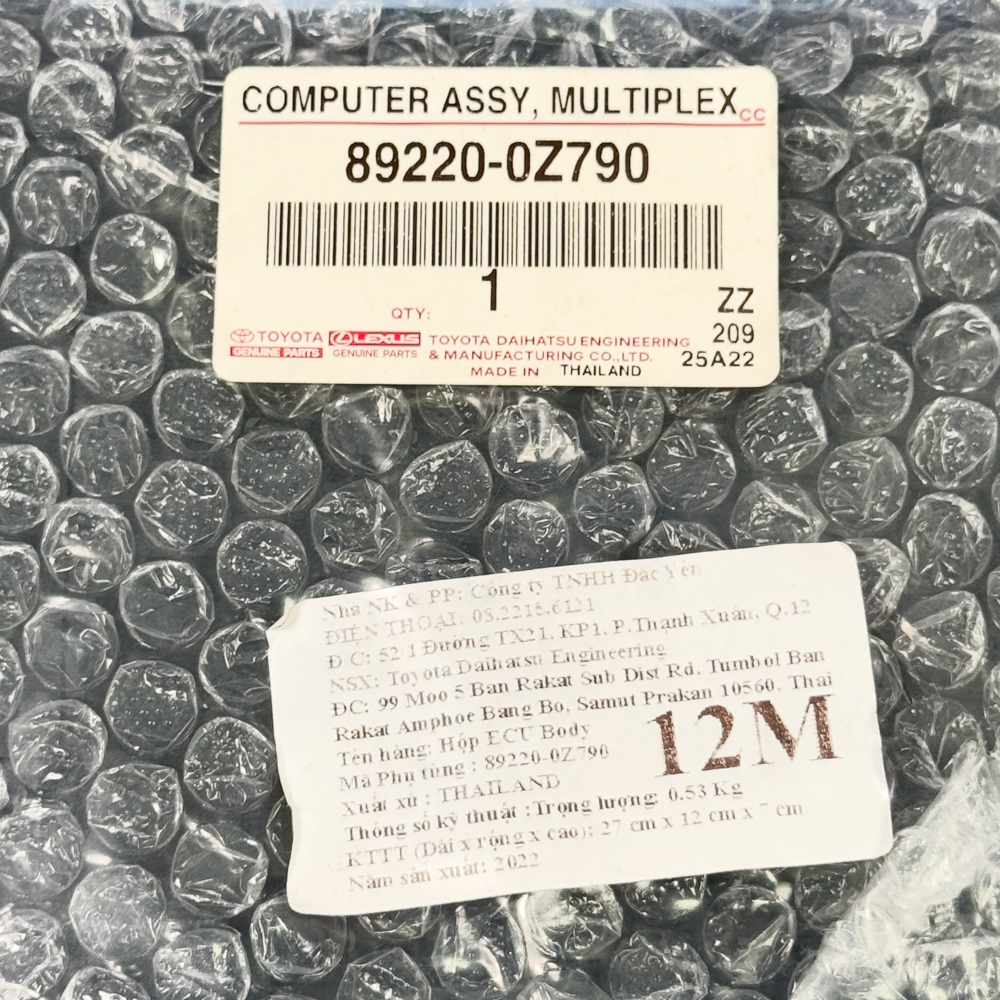 COMPUTER ASSY, MULTIPLEX CC
89220-0Z790
1
QTY:
ZZ
TOYOTA LEXUS TOYOTA DAIHATSU ENGINEERING 209
GENUINE PARTS GENUINE PARTS & MANUFACTURING CO.,LTD. 25A22
MADE IN THAILAND
Nhà NK & PP: Công ty TNHH Đắc Yến
ĐIỆN THOẠI: 08.2218.6121
Đ C: 52 1 Đường TX21, KP1, P.Thạnh Xuân, Q.12
NSX: Toyota Daihatsu Engineering
ĐC: 99 Moo 5 Ban Rakat Sub Dist Rd, Tumbol Ban
Rakat Amphoe Bang Bo, Samut Prakan 10560, Thai
Tên hàng: Hộp ECU Body
12M
Mã Phụ tùng : 89220-0Z790
Xuất xứ : THAILAND
Thông số kỹ thuật : Trọng lượng: 0.53 Kg
KTTT (Dài x rộng x cao): 27 cm x 12 cm x 7 cm
Năm sản xuất: 2022